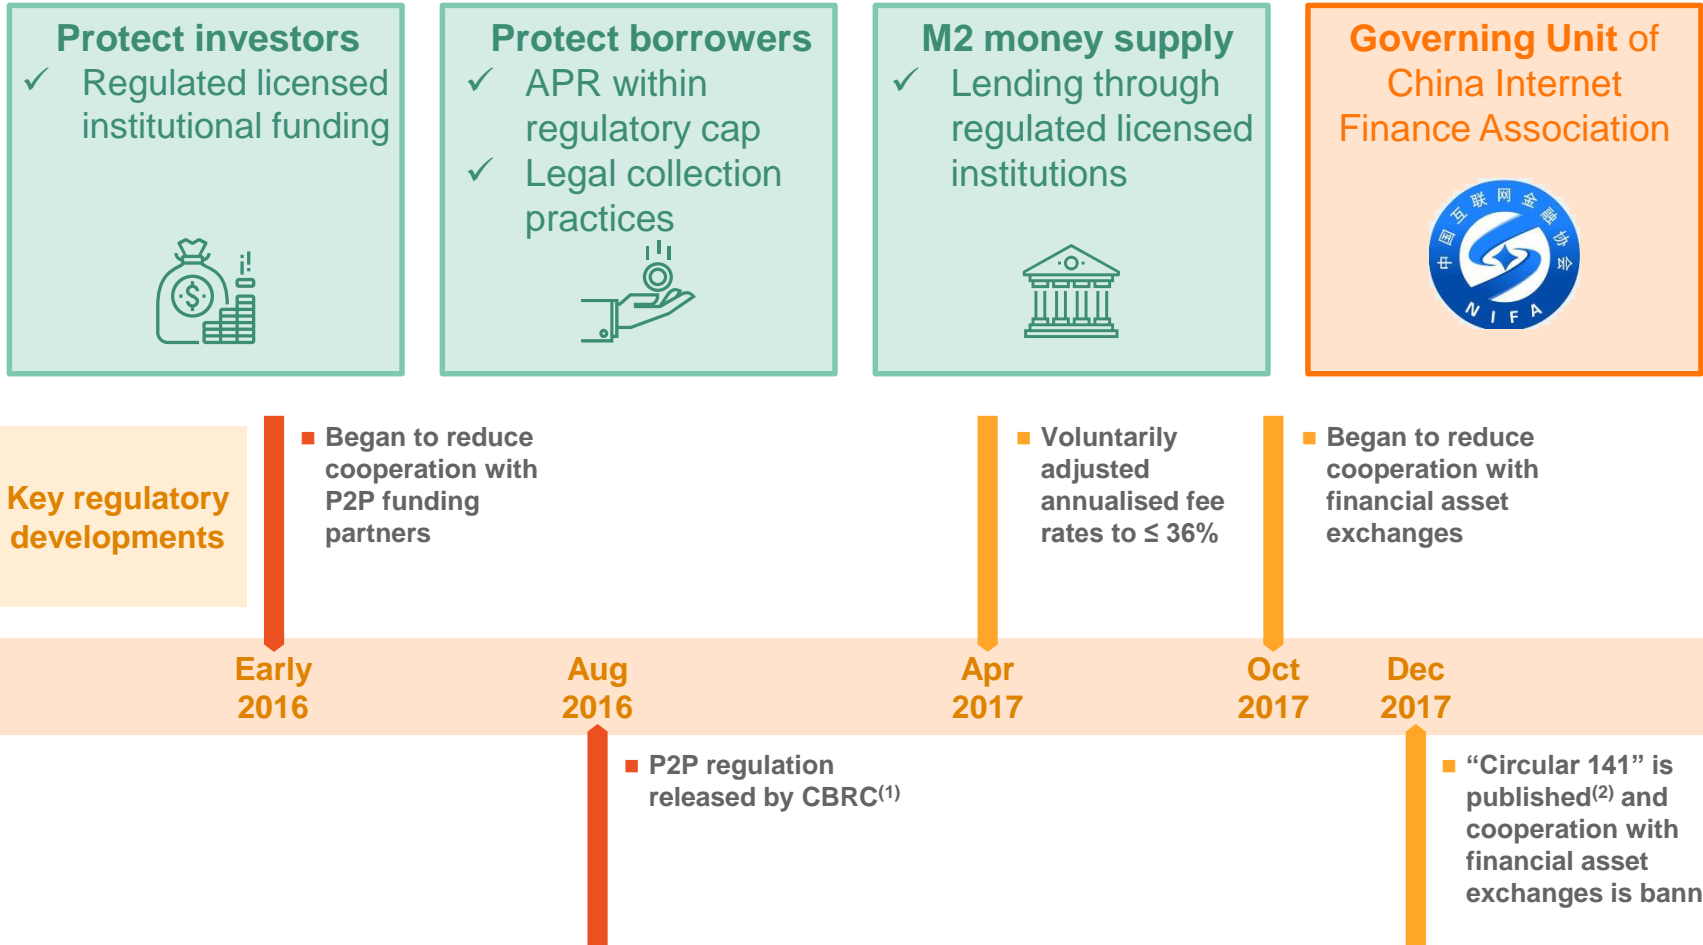 Protect investors
✓ Regulated licensed
institutional funding
Protect borrowers
✓ APR within
regulatory cap
✓ Legal collection
practices
M2 money supply
✓ Lending through
regulated licensed
institutions
Governing Unit of
China Internet
Finance Association
中国互联网金融协会
NIFA
Key regulatory
developments
■ Began to reduce
cooperation with
P2P funding
partners
■ Voluntarily
adjusted
annualised fee
rates to ≤ 36%
■ Began to reduce
cooperation with
financial asset
exchanges
Early
2016
Aug
2016
Apr
2017
Oct
2017
Dec
2017
■ P2P regulation
released by CBRC(1)
■ “Circular 141” is
published(2) and
cooperation with
financial asset
exchanges is bann